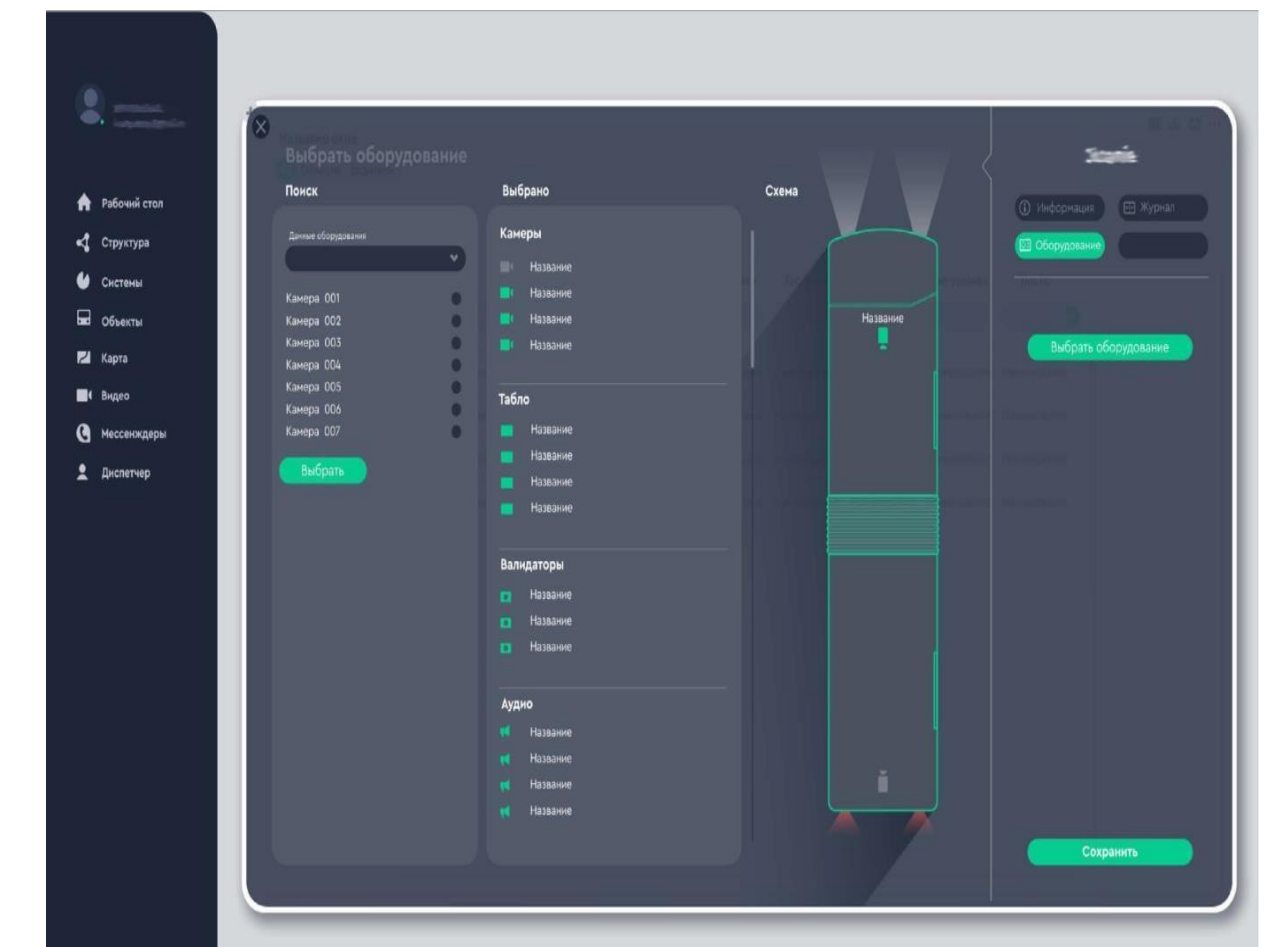 Рабочий стол
Структура
Системы
Объекты
Карта
Видео
Мессенждеры
Диспетчер
Выбрать оборудование
Поиск
Данные оборудования
Камера 001
Камера 002
Камера 003
Камера 004
Камера 005
Камера 006
Камера 007
Выбрать
Выбрано
Камеры
Название
Название
Название
Название
Табло
Название
Название
Название
Название
Валидаторы
Название
Название
Название
Аудио
Название
Название
Название
Название
Схема
Название
Информация
Журнал
Оборудование
Выбрать оборудование
Сохранить